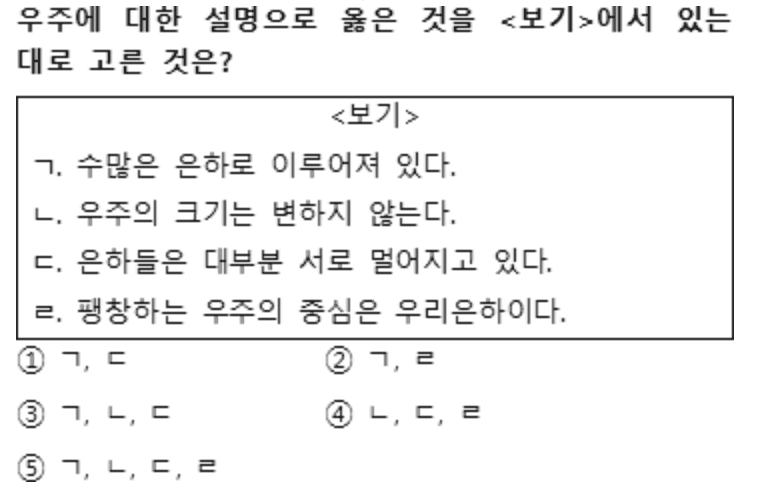 우주에 대한 설명으로 옳은 것을 <보기>에서 있는
대로 고른 것은?
<보기>
ㄱ. 수많은 은하로 이루어져 있다.
ㄴ. 우주의 크기는 변하지 않는다.
ㄷ. 은하들은 대부분 서로 멀어지고 있다.
ㄹ. 팽창하는 우주의 중심은 우리은하이다.
① ㄱ, ㄷ ② ㄱ, ㄹ
③ ㄱ, ㄴ, ㄷ ④ ㄴ, ㄷ, ㄹ
⑤ ㄱ, ㄴ, ㄷ, ㄹ